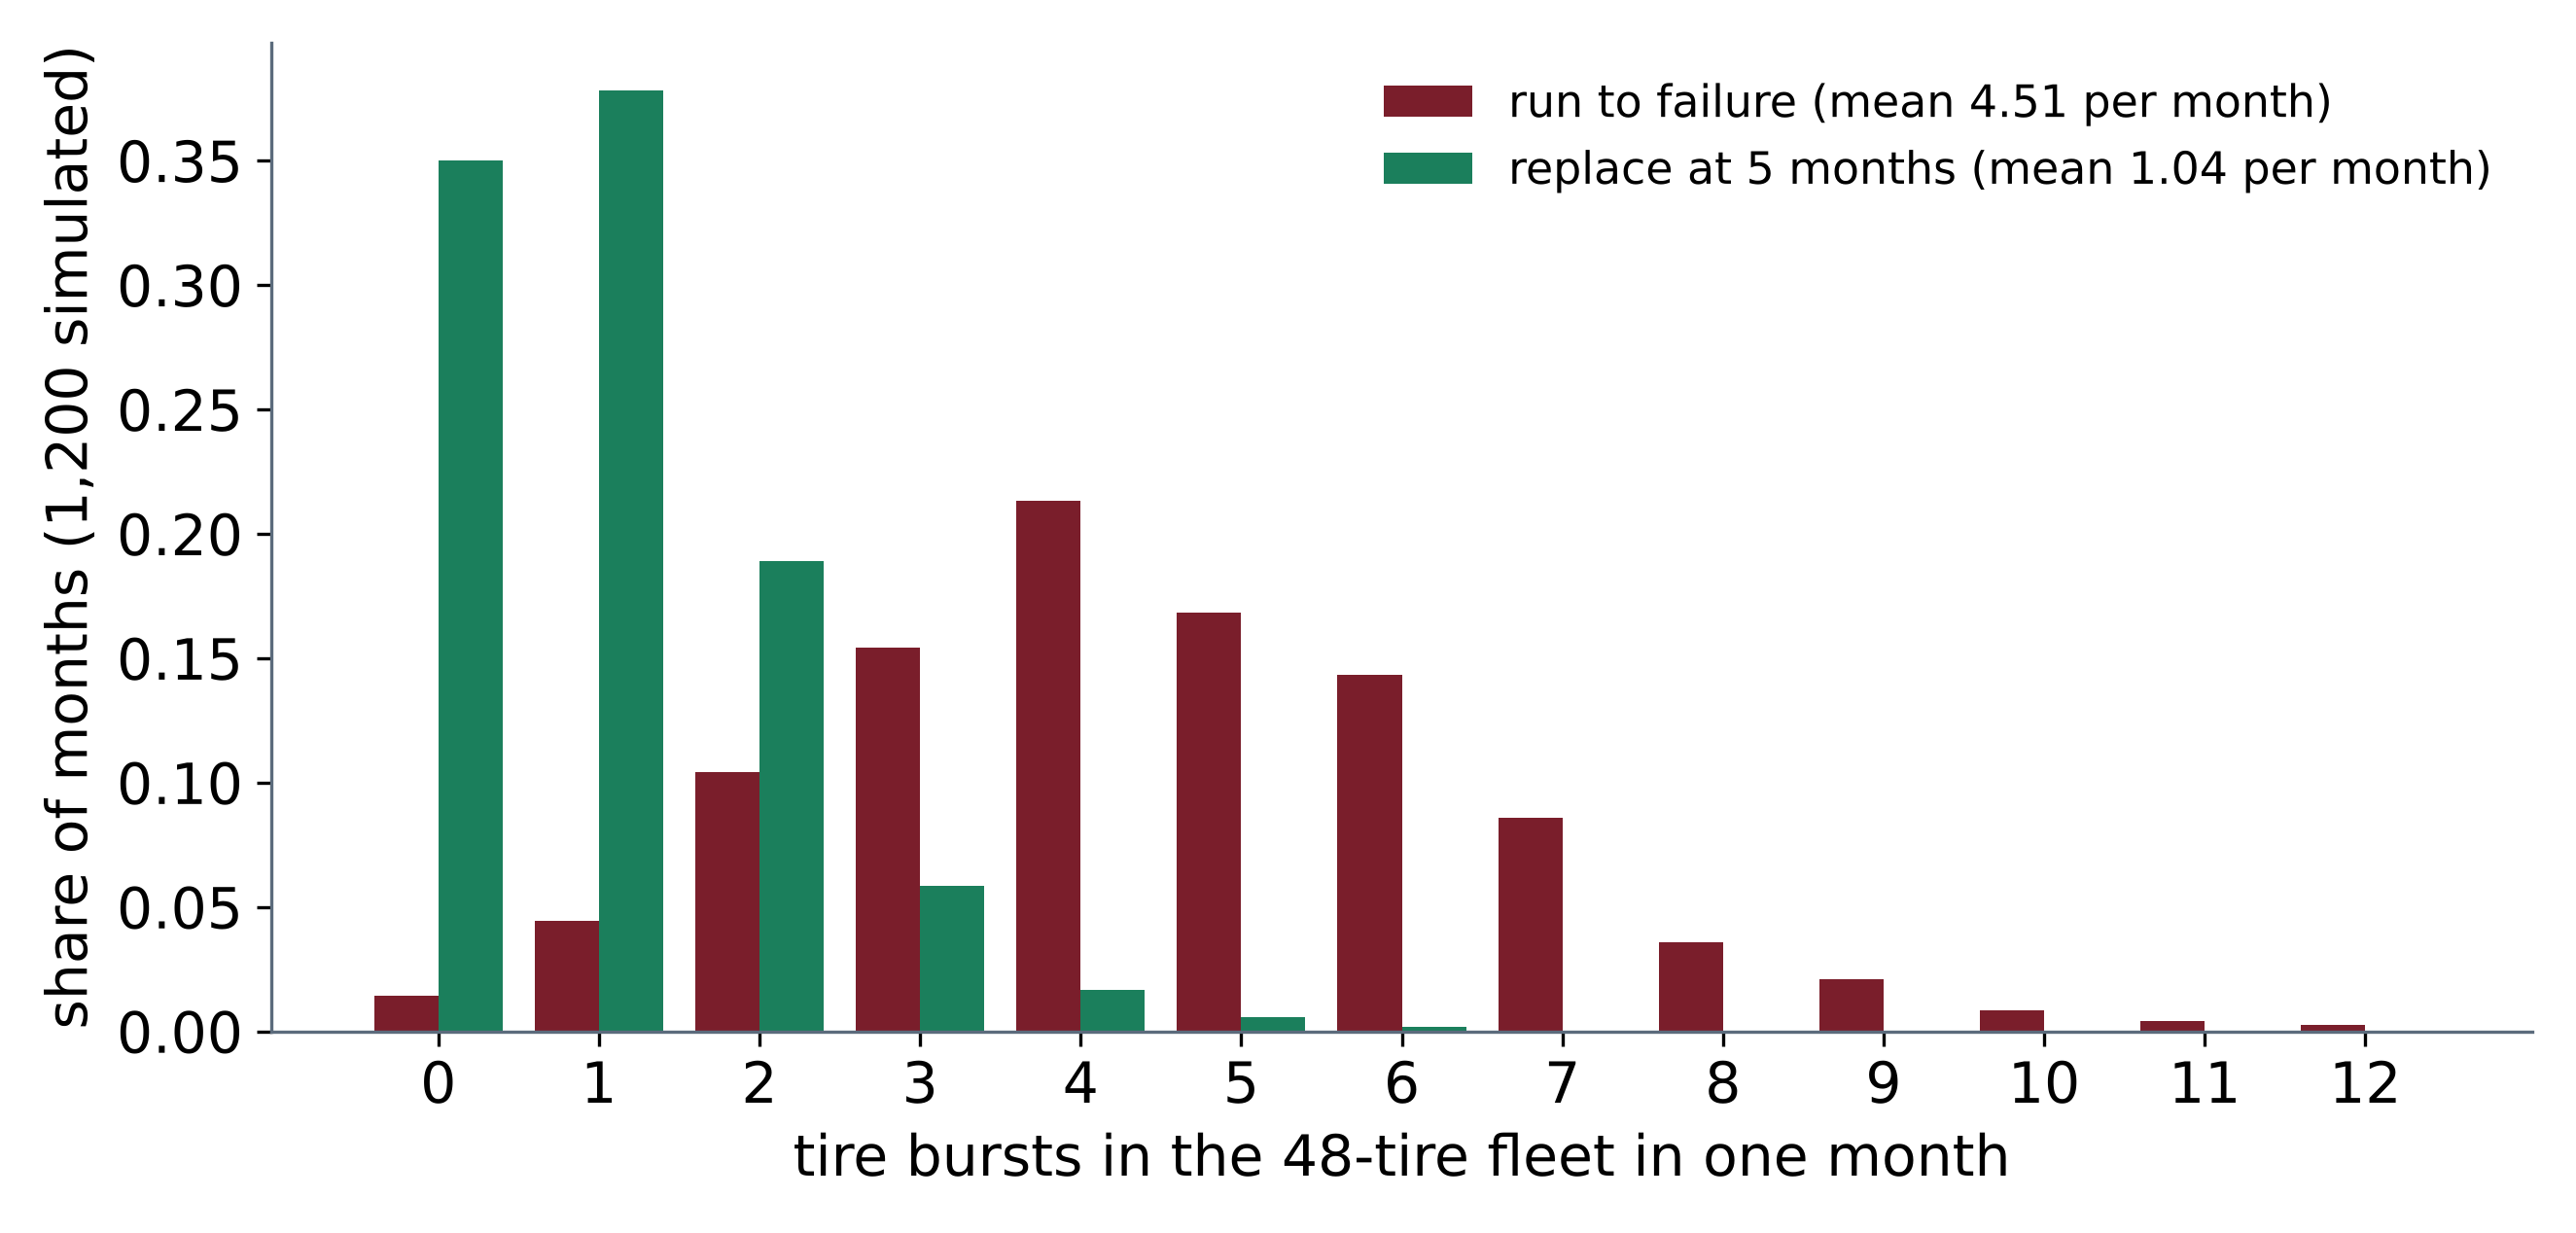 share of months (1,200 simulated)
0.35
0.30
0.25
0.20
0.15
0.10
0.05
0.00
run to failure (mean 4.51 per month)
replace at 5 months (mean 1.04 per month)
0 1 2 3 4 5 6 7 8 9 10 11 12
tire bursts in the 48-tire fleet in one month